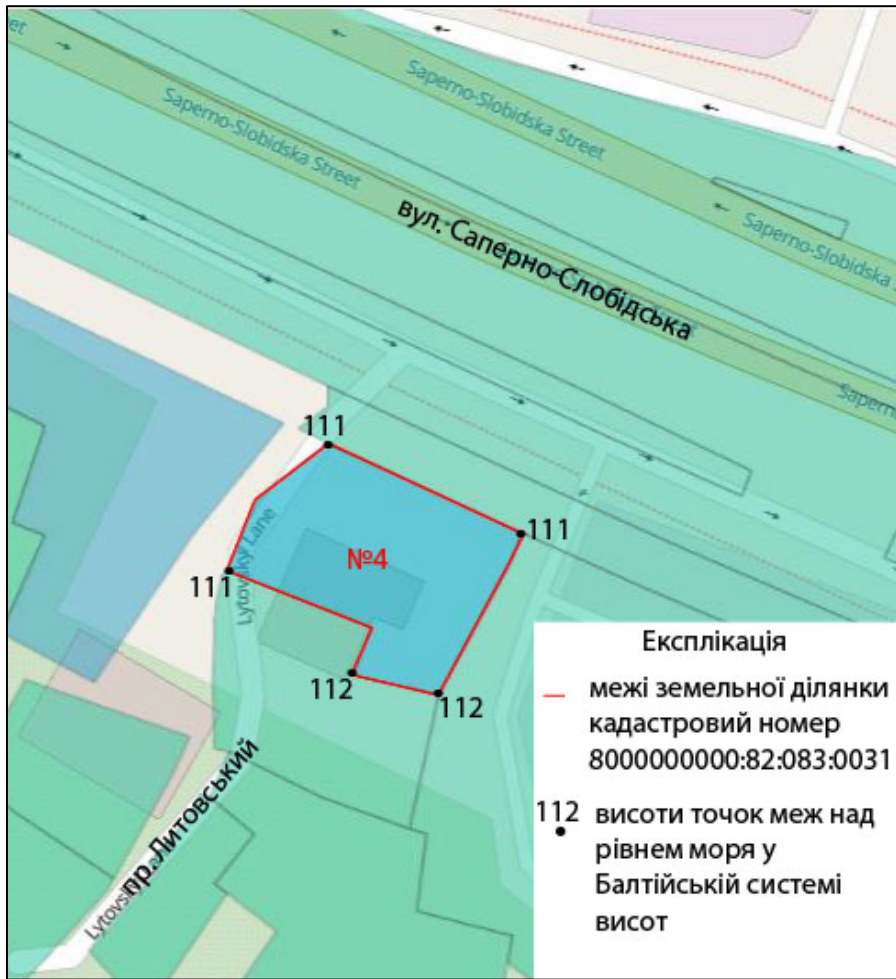 et
Saperno-Slobidska Street
Saperno-Slobidska Street
вул. Саперно-Слобідська
Saperno-Slobidska
Saperno
111
111
Lytovsky Lane
№4
111
112
112
пр. Литовський
Експлікація
межі земельної ділянки
кадастровий номер
8000000000:82:083:0031
112 висоти точок меж над
рівнем моря у
Балтійській системі
висот